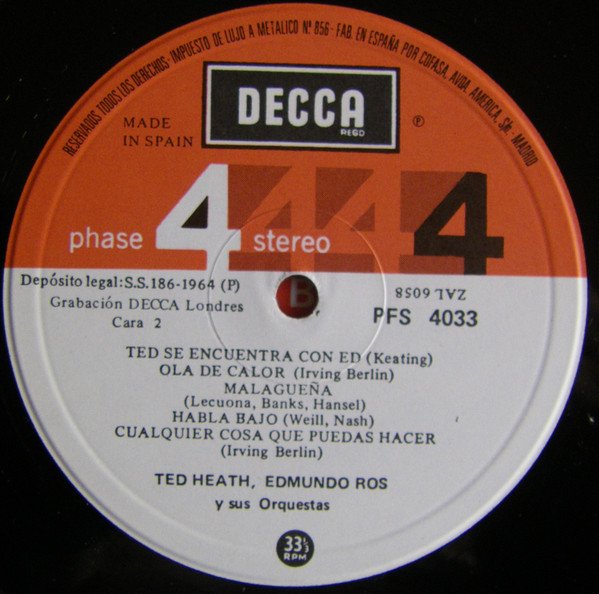 RESERVADOS TODOS LOS DERECHOS-IMPUESTO DE LUJO A METALICO Nº 856-FAB. EN ESPAÑA POR COFASA, AVDA. AMERICA, S/N. MADRID
DECCA
REGD
MADE
IN SPAIN
℗
phase 4 stereo
4 4 4
Depósito legal:S.S.186-1964 (P)
Grabación DECCA Londres
Cara 2
B
ZAL 6058
PFS 4033
TED SE ENCUENTRA CON ED (Keating)
OLA DE CALOR (Irving Berlin)
MALAGUEÑA
(Lecuona, Banks, Hansel)
HABLA BAJO (Weill, Nash)
CUALQUIER COSA QUE PUEDAS HACER
(Irving Berlin)
TED HEATH, EDMUNDO ROS
y sus Orquestas
33⅓
RPM